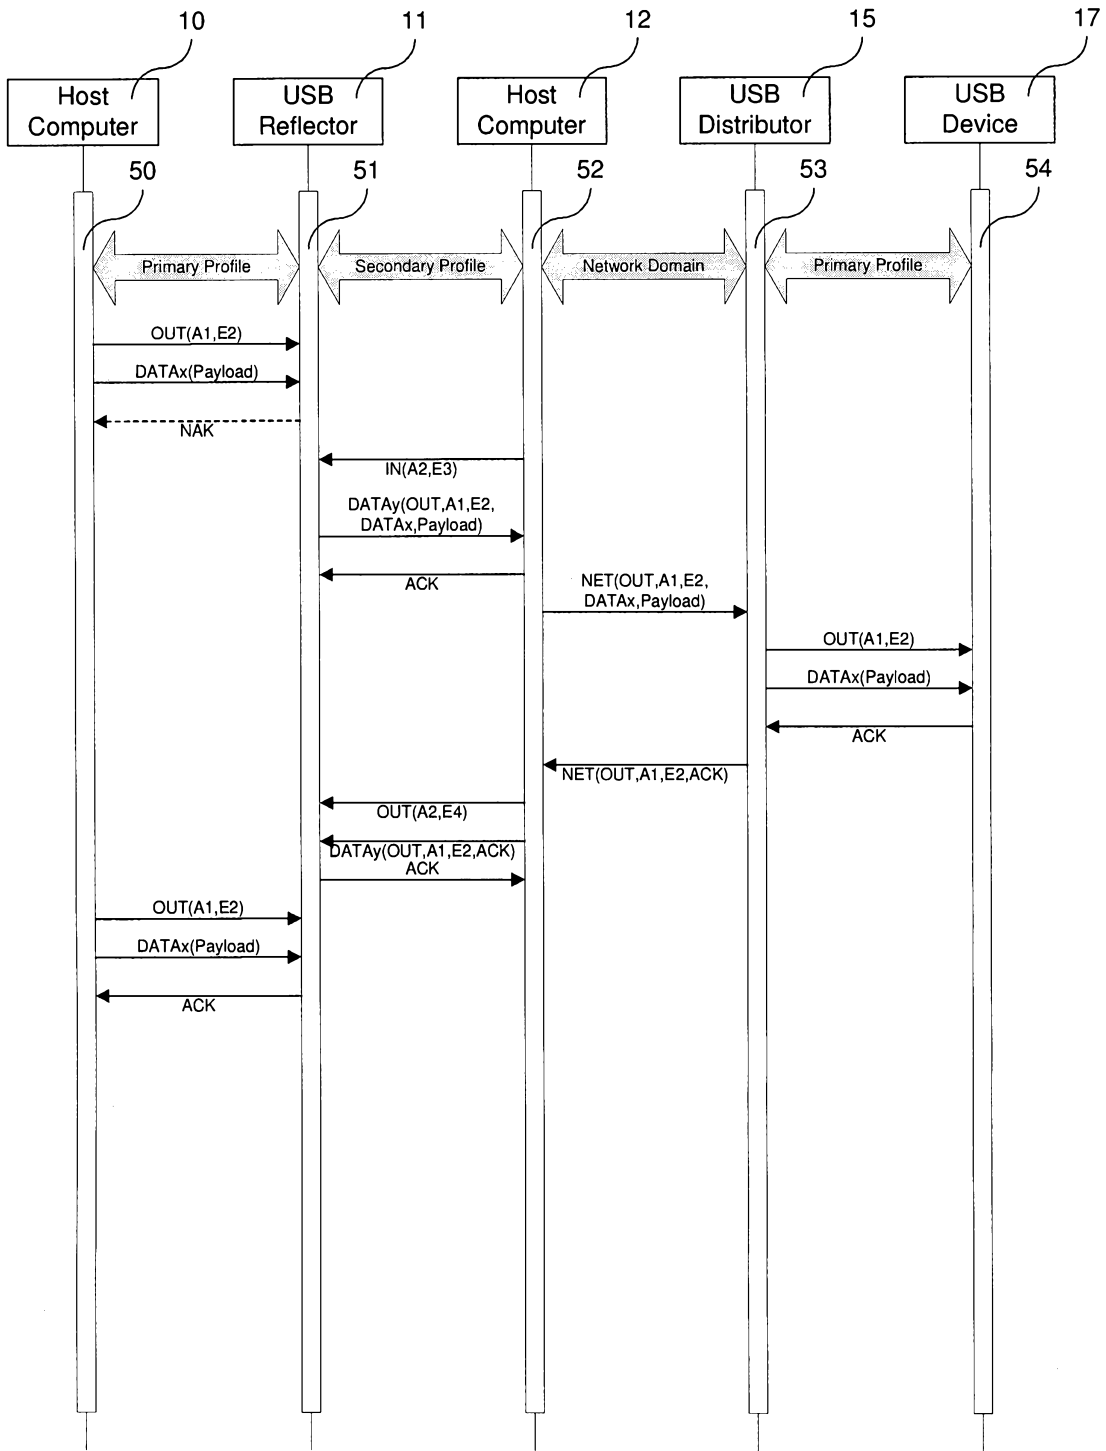 10
11
12
15
17
Host
Computer
USB
Reflector
Host
Computer
USB
Distributor
USB
Device
50
51
52
53
54
Primary Profile
Secondary Profile
Network Domain
Primary Profile
OUT(A1,E2)
DATAx(Payload)
NAK
IN(A2,E3)
DATAy(OUT,A1,E2,
DATAx,Payload)
ACK
NET(OUT,A1,E2,
DATAx,Payload)
OUT(A1,E2)
DATAx(Payload)
ACK
NET(OUT,A1,E2,ACK)
OUT(A2,E4)
DATAy(OUT,A1,E2,ACK)
ACK
OUT(A1,E2)
DATAx(Payload)
ACK